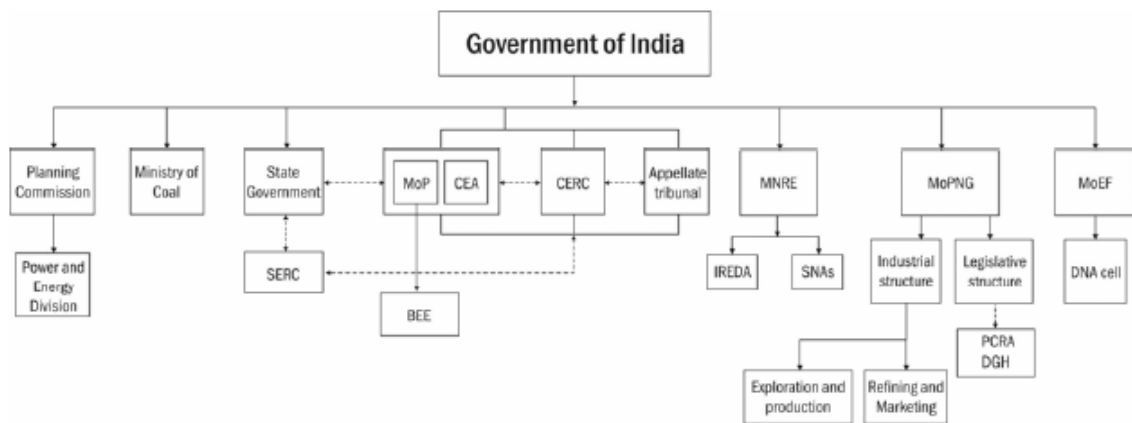 Government of India
Planning
Commission
Ministry of
Coal
State
Government
MoP
CEA
CERC
Appellate
tribunal
MNRE
MoPNG
MoEF
Power and
Energy
Division
SERC
BEE
IREDA
SNAs
Industrial
structure
Legislative
structure
DNA cell
PCRA
DGH
Exploration and
production
Refining and
Marketing